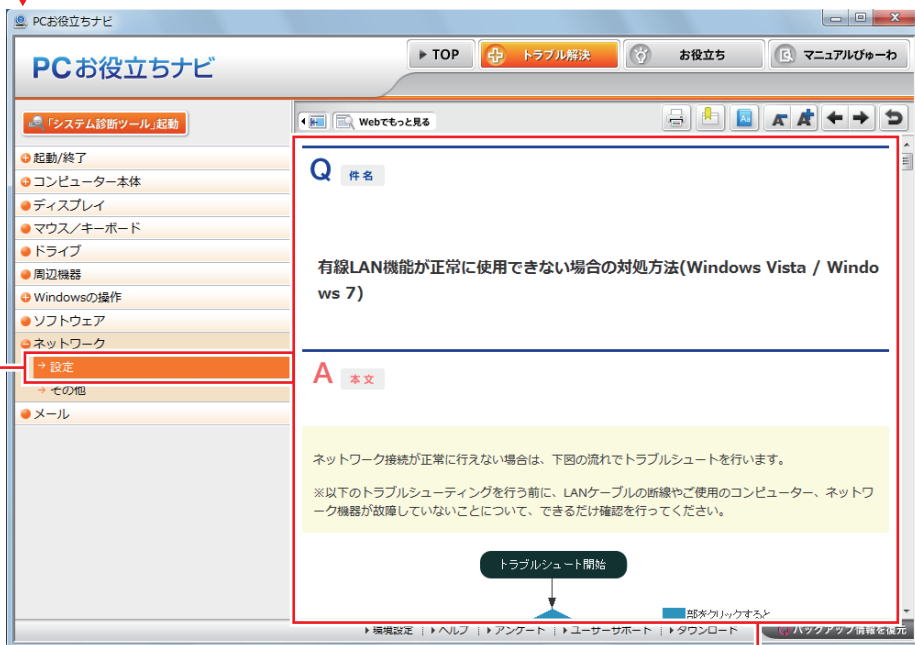 PCお役立ちナビ
PCお役立ちナビ
TOP
トラブル解決
お役立ち
マニュアルびゅーわ
「システム診断ツール」起動
Webでもっと見る
起動/終了
コンピューター本体
ディスプレイ
マウス/キーボード
ドライブ
周辺機器
Windowsの操作
ソフトウェア
ネットワーク
設定
その他
メール
Q 件名
有線LAN機能が正常に使用できない場合の対処方法(Windows Vista / Windo
ws 7)
A 本文
ネットワーク接続が正常に行えない場合は、下図の流れでトラブルシュートを行います。
※以下のトラブルシューティングを行う前に、LANケーブルの断線やご使用のコンピューター、ネットワ
ーク機器が故障していないことについて、できるだけ確認を行ってください。
トラブルシュート開始
部をクリックすると
環境設定 | ヘルプ | アンケート | ユーザーサポート | ダウンロード
バックアップ情報を復元